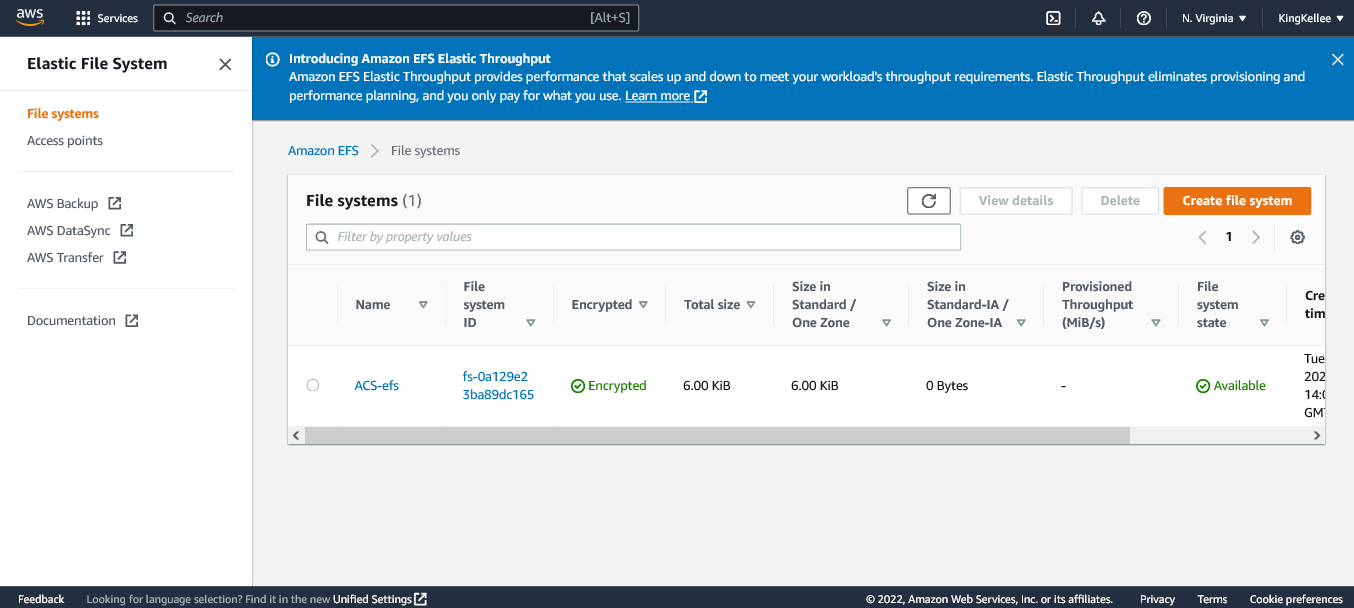 aws
Services
Search
[Alt+S]
N. Virginia
KingKellee
Elastic File System
File systems
Access points
AWS Backup
AWS DataSync
AWS Transfer
Documentation
Introducing Amazon EFS Elastic Throughput
Amazon EFS Elastic Throughput provides performance that scales up and down to meet your workload's throughput requirements. Elastic Throughput eliminates provisioning and
performance planning, and you only pay for what you use. Learn more
Amazon EFS > File systems
File systems (1)
View details
Delete
Create file system
Filter by property values
1
Name
File
system
ID
Encrypted
Total size
Size in
Standard /
One Zone
Size in
Standard-IA /
One Zone-IA
Provisioned
Throughput
(MiB/s)
File
system
state
Cre
tim
ACS-efs
fs-0a129e2
3ba89dc165
Encrypted
6.00 KiB
6.00 KiB
0 Bytes
-
Available
Tue
202
14:0
GMT
Feedback
Looking for language selection? Find it in the new Unified Settings
© 2022, Amazon Web Services, Inc. or its affiliates.
Privacy
Terms
Cookie preferences